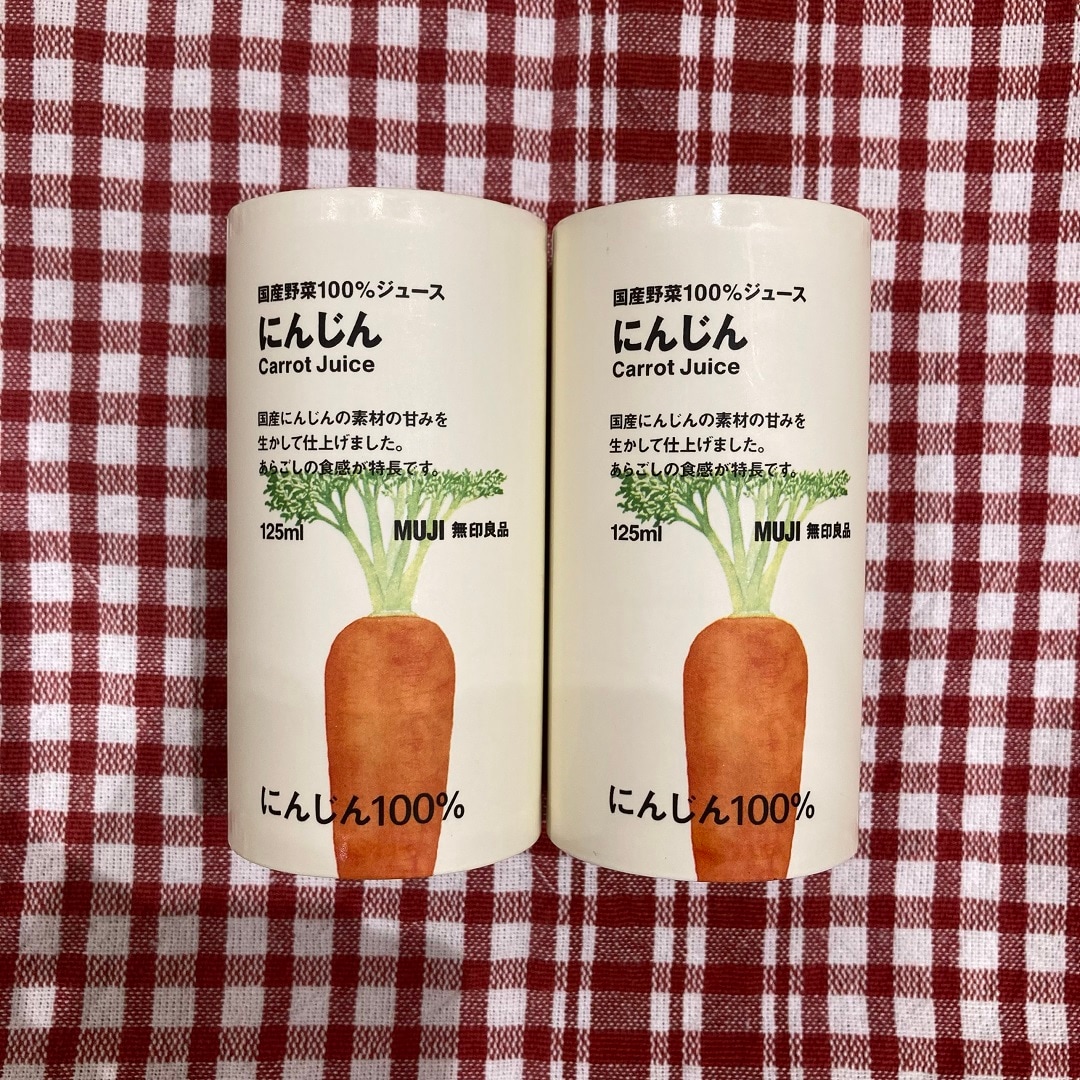 国産野菜100%ジュース
にんじん
Carrot Juice
国産にんじんの素材の甘みを
生かして仕上げました。
あらごしの食感が特長です。
125ml MUJI 無印良品
にんじん100%
国産野菜100%ジュース
にんじん
Carrot Juice
国産にんじんの素材の甘みを
生かして仕上げました。
あらごしの食感が特長です。
125ml MUJI 無印良品
にんじん100%